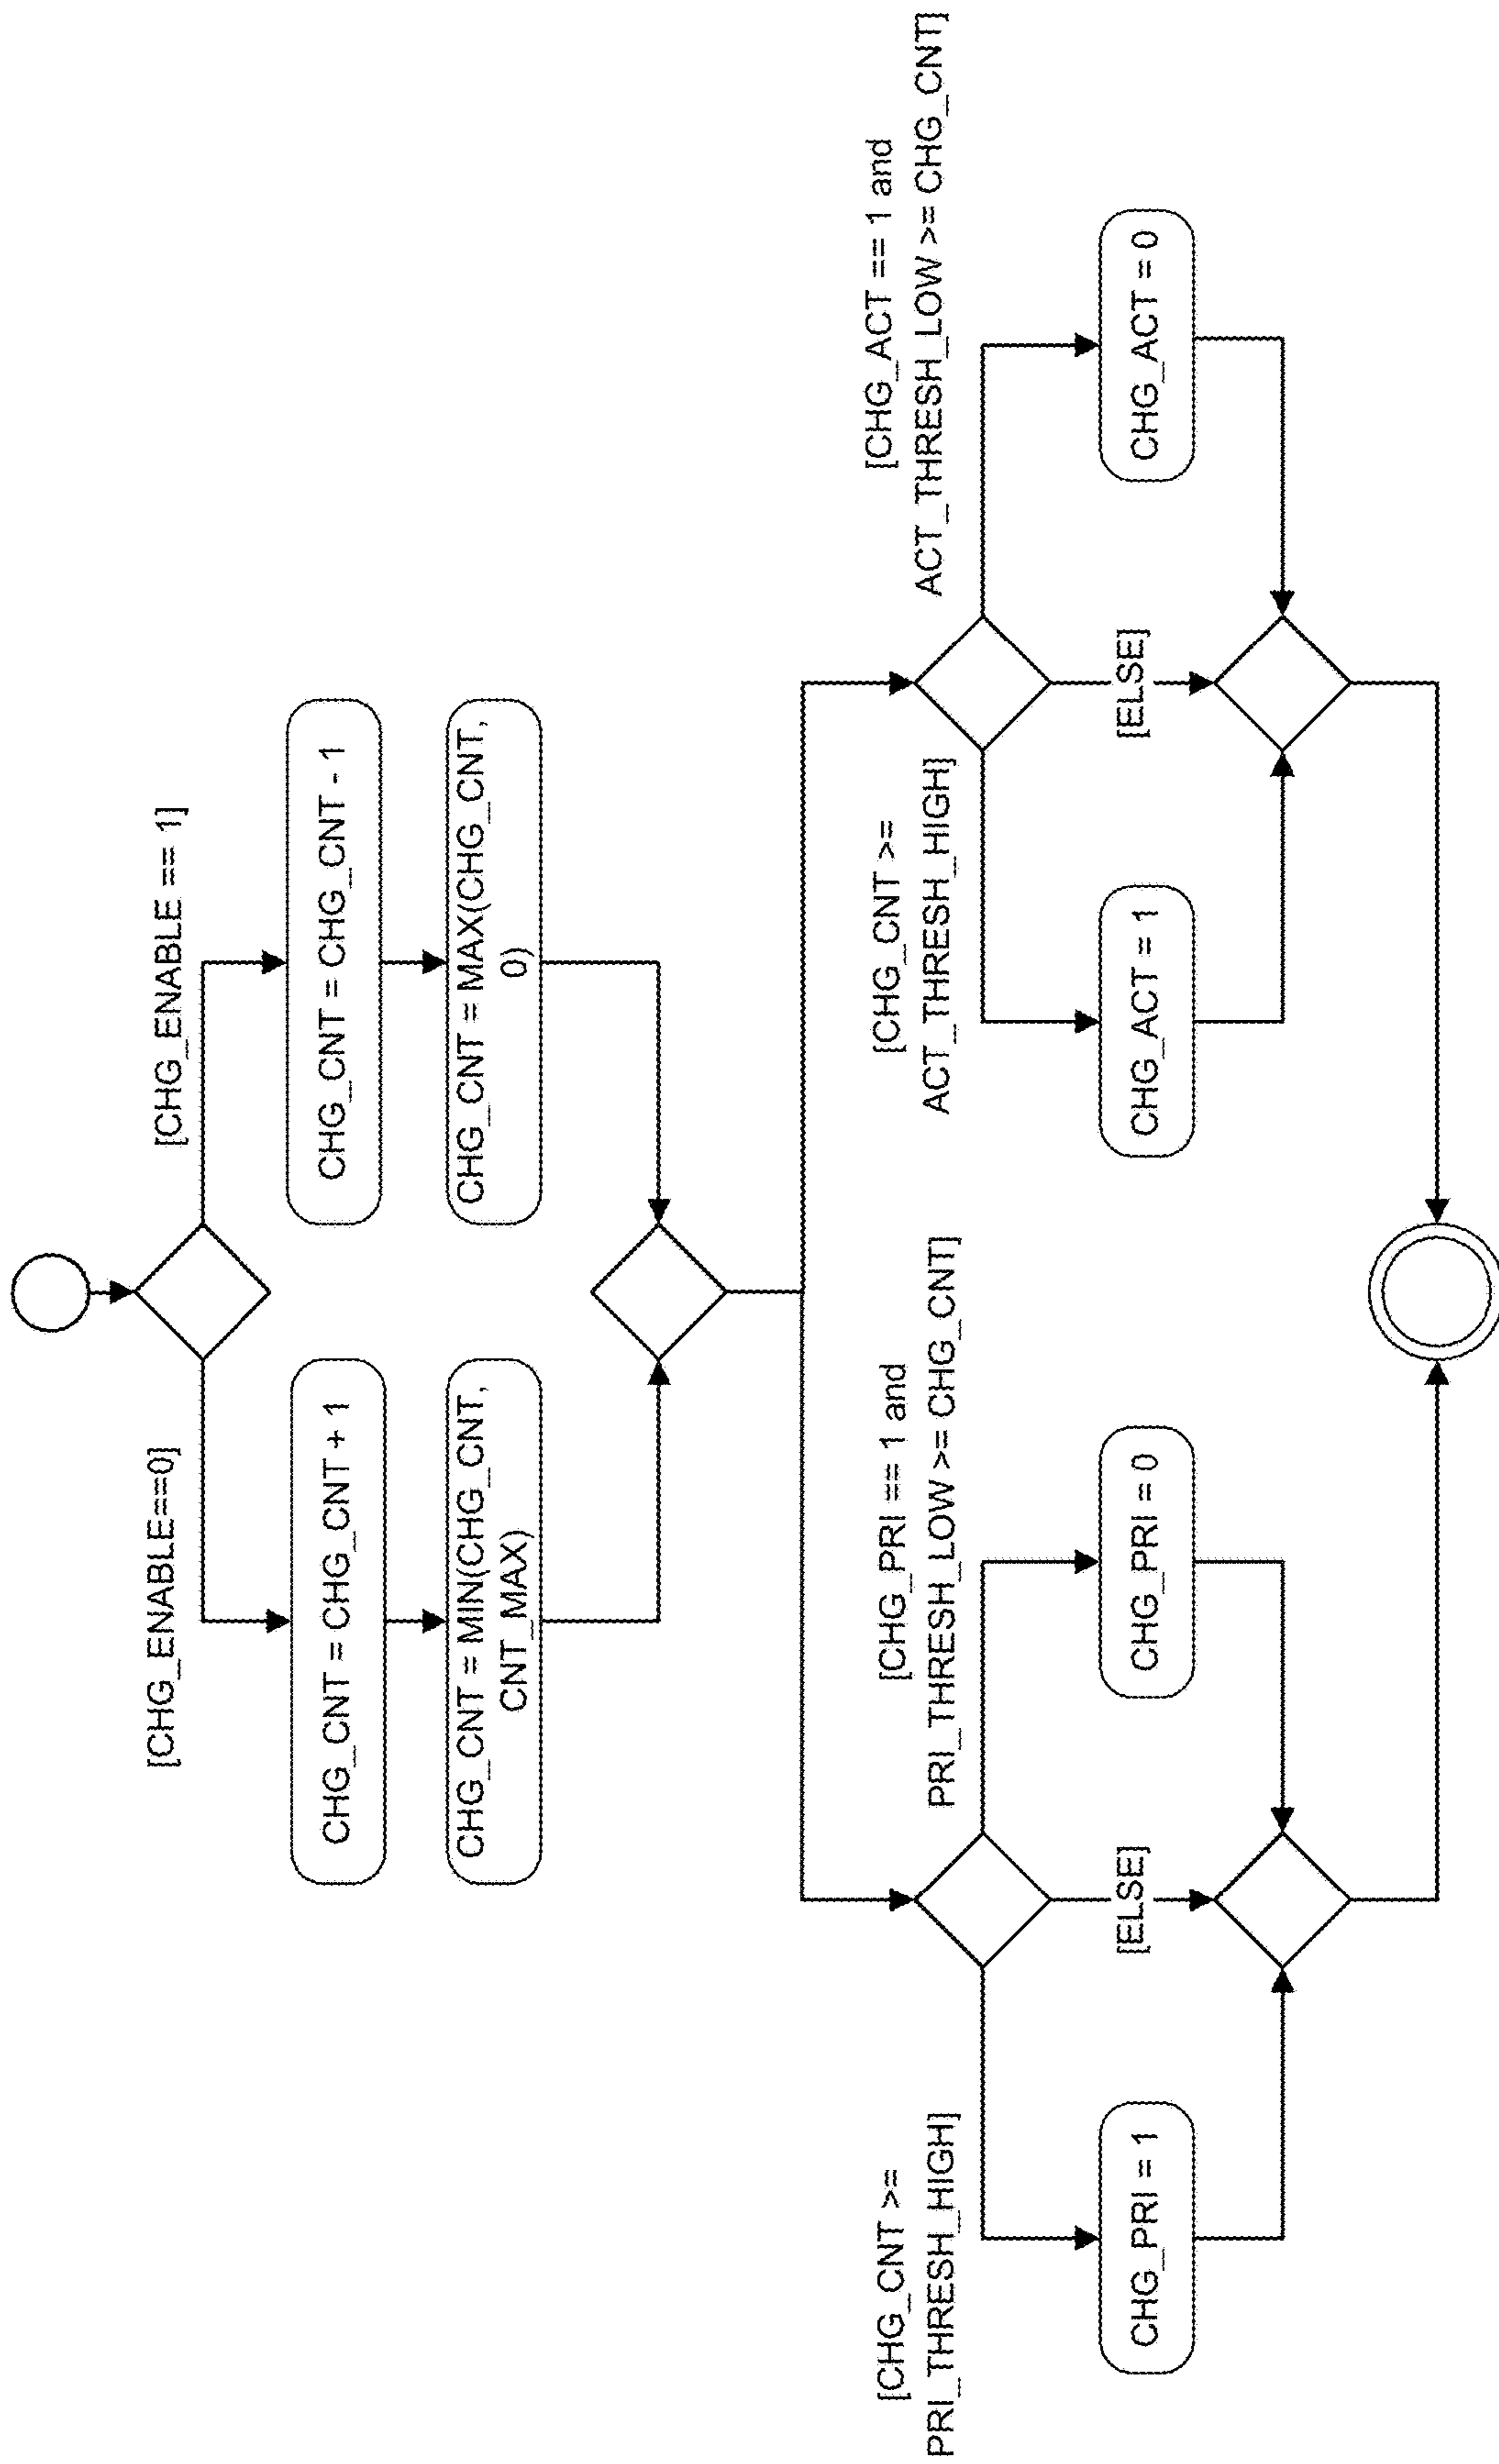 [CHG_ENABLE==0]
[CHG_ENABLE == 1]
CHG_CNT = CHG_CNT + 1
CHG_CNT = CHG_CNT - 1
CHG_CNT = MIN(CHG_CNT,
CNT_MAX)
CHG_CNT = MAX(CHG_CNT,
0)
[CHG_CNT >=
PRI_THRESH_HIGH]
[CHG_PRI == 1 and
PRI_THRESH_LOW >= CHG_CNT]
[CHG_CNT >=
ACT_THRESH_HIGH]
[CHG_ACT == 1 and
ACT_THRESH_LOW >= CHG_CNT]
CHG_PRI = 1
[ELSE]
CHG_PRI = 0
CHG_ACT = 1
[ELSE]
CHG_ACT = 0